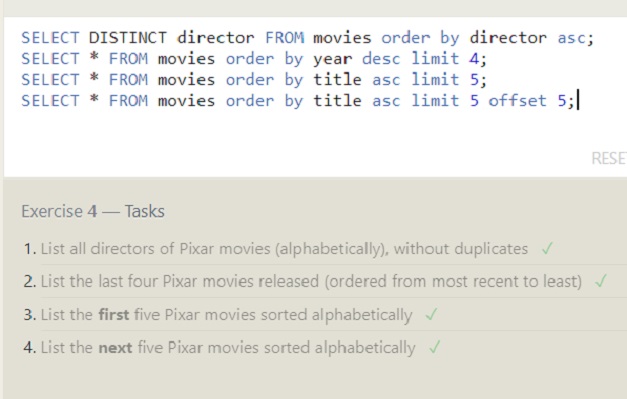 SELECT DISTINCT director FROM movies order by director asc;
SELECT * FROM movies order by year desc limit 4;
SELECT * FROM movies order by title asc limit 5;
SELECT * FROM movies order by title asc limit 5 offset 5;
RESE
Exercise 4 — Tasks
1. List all directors of Pixar movies (alphabetically), without duplicates ✓
2. List the last four Pixar movies released (ordered from most recent to least) ✓
3. List the first five Pixar movies sorted alphabetically ✓
4. List the next five Pixar movies sorted alphabetically ✓